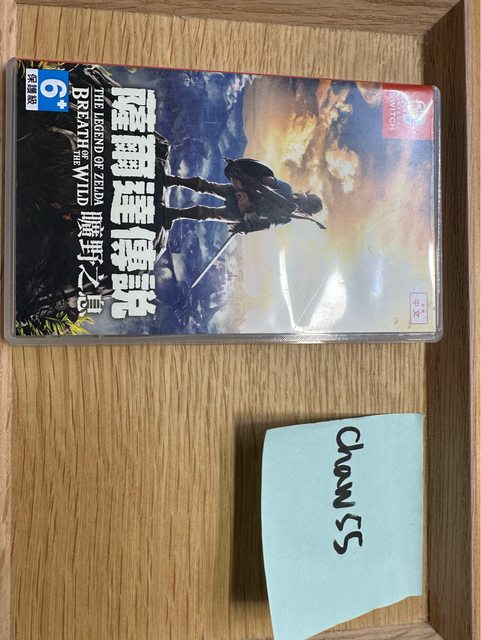 SWITCH
中文
薩爾達傳說
THE LEGEND OF ZELDA
BREATH OF THE WILD
曠野之息
6+
保護級
Chow55